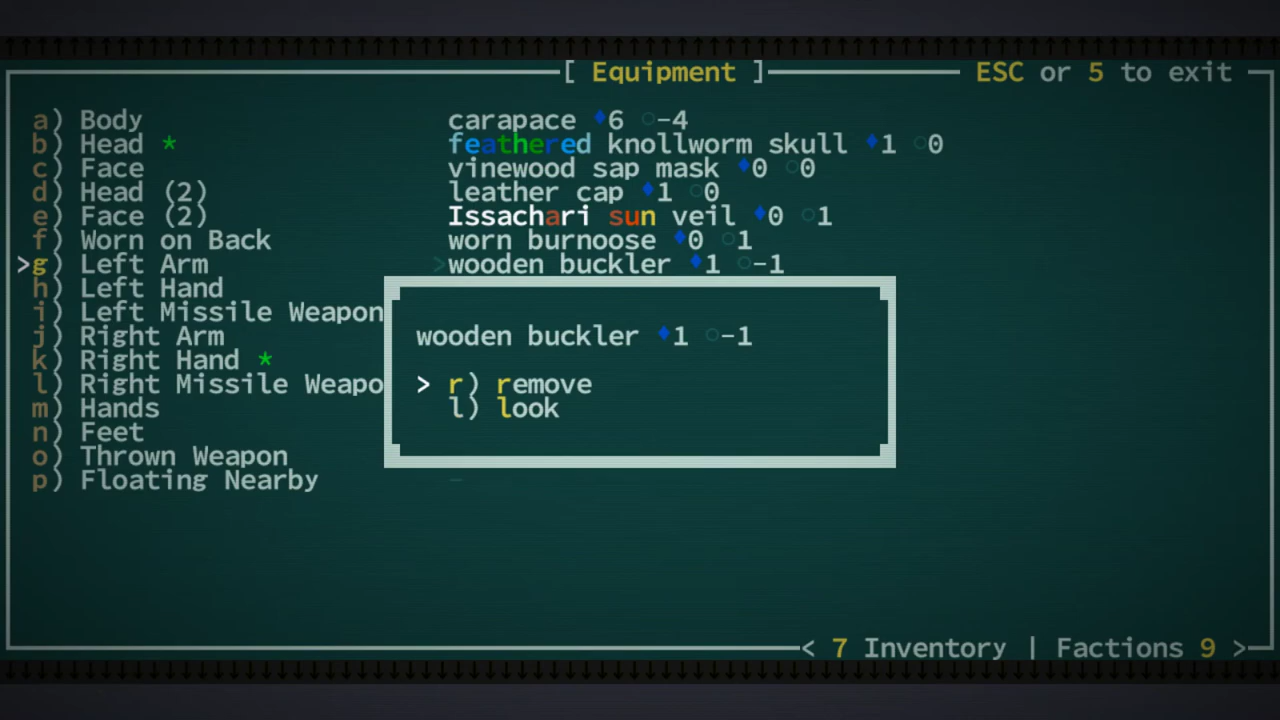 [ Equipment ] ESC or 5 to exit
a) Body carapace ♦6 ○-4
b) Head * feathered knollworm skull ♦1 ○0
c) Face vinewood sap mask ♦0 ○0
d) Head (2) leather cap ♦1 ○0
e) Face (2) Issachari sun veil ♦0 ○1
f) Worn on Back worn burnoose ♦0 ○1
>g) Left Arm >wooden buckler ♦1 ○-1
h) Left Hand
i) Left Missile Weapon
j) Right Arm
k) Right Hand *
l) Right Missile Weapo
m) Hands
n) Feet
o) Thrown Weapon
p) Floating Nearby -
wooden buckler ♦1 ○-1
> r) remove
l) look
< 7 Inventory | Factions 9 >